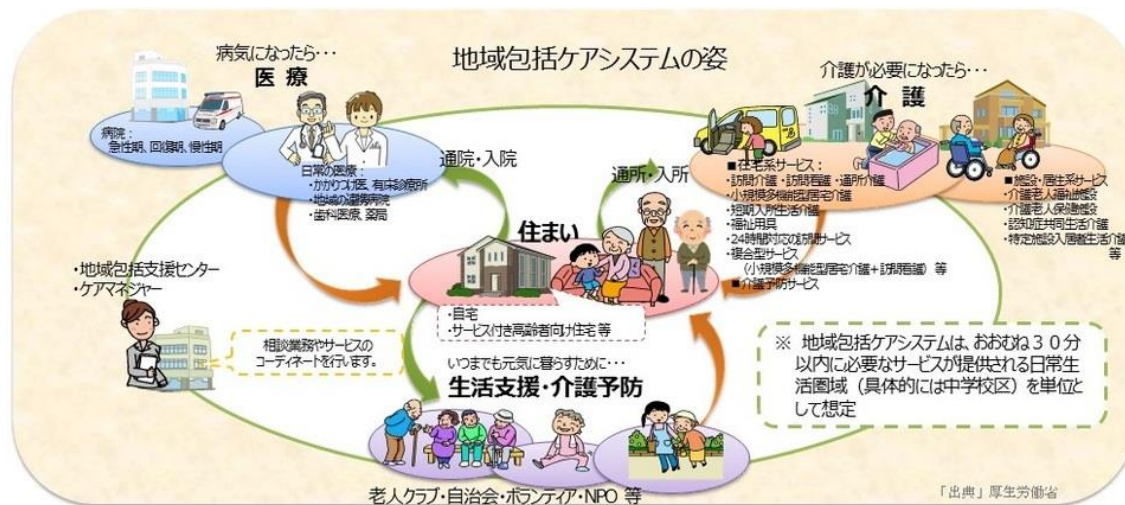 地域包括ケアシステムの姿
病気になったら･･･
医療
病院：
急性期、回復期、慢性期
日常の医療：
・かかりつけ医、有床診療所
・地域の連携病院
・歯科医療、薬局
通院・入院
通所・入所
介護が必要になったら･･･
介護
■在宅系サービス：
・訪問介護・訪問看護・通所介護
・小規模多機能型居宅介護
・短期入所生活介護
・福祉用具
・24時間対応の訪問サービス
・複合型サービス
（小規模多機能型居宅介護＋訪問看護）等
■介護予防サービス
■施設・居住系サービス
・介護老人福祉施設
・介護老人保健施設
・認知症共同生活介護
・特定施設入居者生活介護
等
住まい
・自宅
・サービス付き高齢者向け住宅 等
・地域包括支援センター
・ケアマネジャー
相談業務やサービスの
コーディネートを行います。
いつまでも元気に暮らすために･･･
生活支援・介護予防
老人クラブ・自治会・ボランティア・NPO 等
※ 地域包括ケアシステムは、おおむね３０分
以内に必要なサービスが提供される日常生
活圏域（具体的には中学校区）を単位と
して想定
「出典」厚生労働省